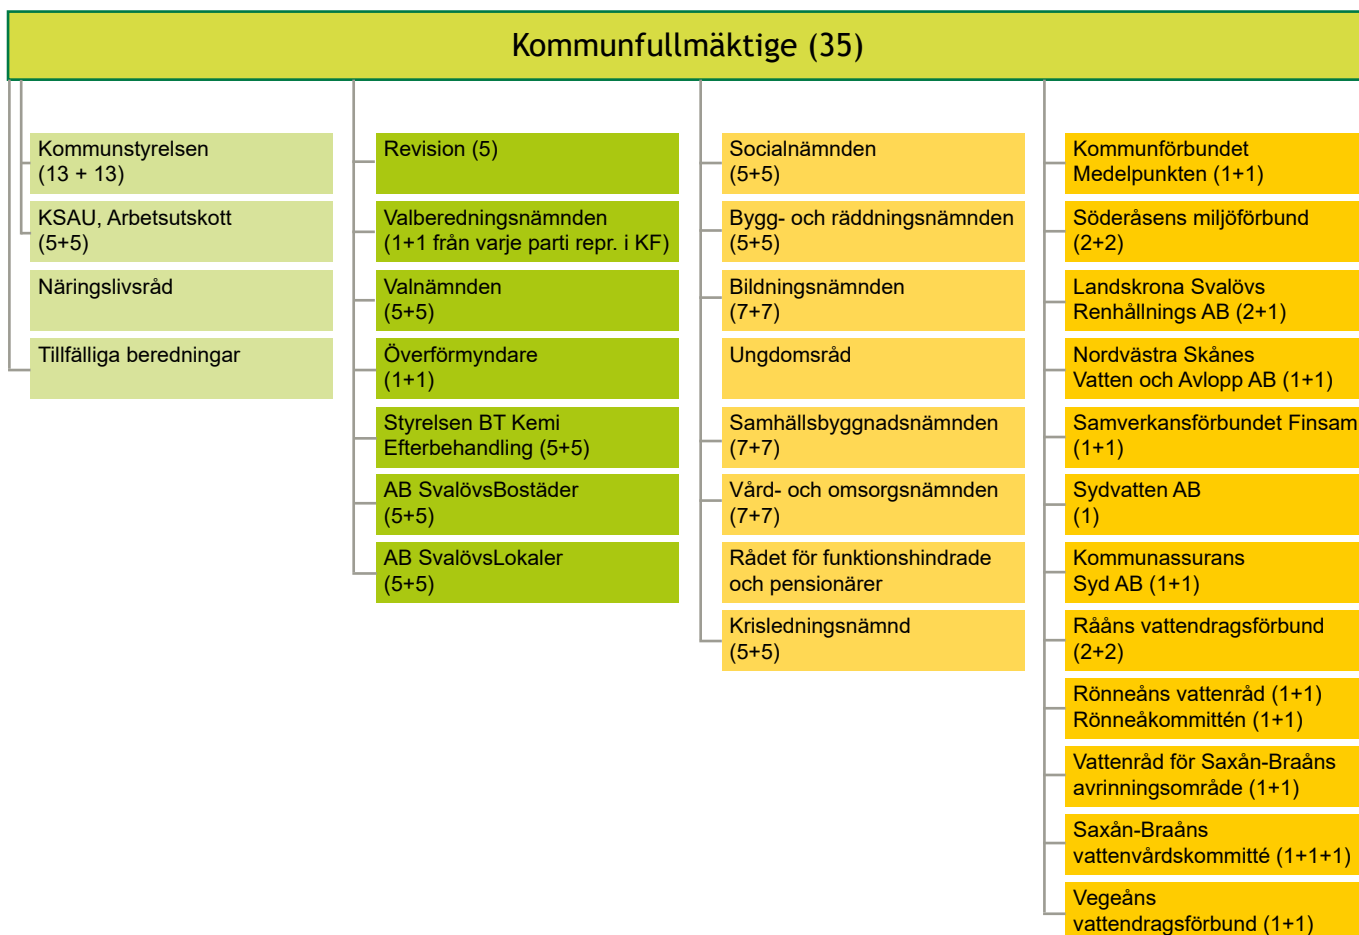 Kommunfullmäktige (35)
Kommunstyrelsen
(13 + 13)
KSAU, Arbetsutskott
(5+5)
Näringslivsråd
Tillfälliga beredningar
Revision (5)
Valberedningsnämnden
(1+1 från varje parti repr. i KF)
Valnämnden
(5+5)
Överförmyndare
(1+1)
Styrelsen BT Kemi
Efterbehandling (5+5)
AB SvalövsBostäder
(5+5)
AB SvalövsLokaler
(5+5)
Socialnämnden
(5+5)
Bygg- och räddningsnämnden
(5+5)
Bildningsnämnden
(7+7)
Ungdomsråd
Samhällsbyggnadsnämnden
(7+7)
Vård- och omsorgsnämnden
(7+7)
Rådet för funktionshindrade
och pensionärer
Krisledningsnämnd
(5+5)
Kommunförbundet
Medelpunkten (1+1)
Söderåsens miljöförbund
(2+2)
Landskrona Svalövs
Renhållnings AB (2+1)
Nordvästra Skånes
Vatten och Avlopp AB (1+1)
Samverkansförbundet Finsam
(1+1)
Sydvatten AB
(1)
Kommunassurans
Syd AB (1+1)
Rååns vattendragsförbund
(2+2)
Rönneåns vattenråd (1+1)
Rönneåkommittén (1+1)
Vattenråd för Saxån-Braåns
avrinningsområde (1+1)
Saxån-Braåns
vattenvårdskommitté (1+1+1)
Vegeåns
vattendragsförbund (1+1)